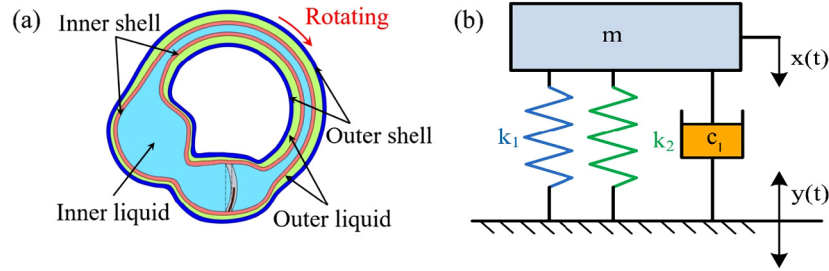 (a)
Inner shell
Rotating
Outer shell
Inner liquid
Outer liquid
(b)
m
x(t)
k₁
k₂
c₁
y(t)